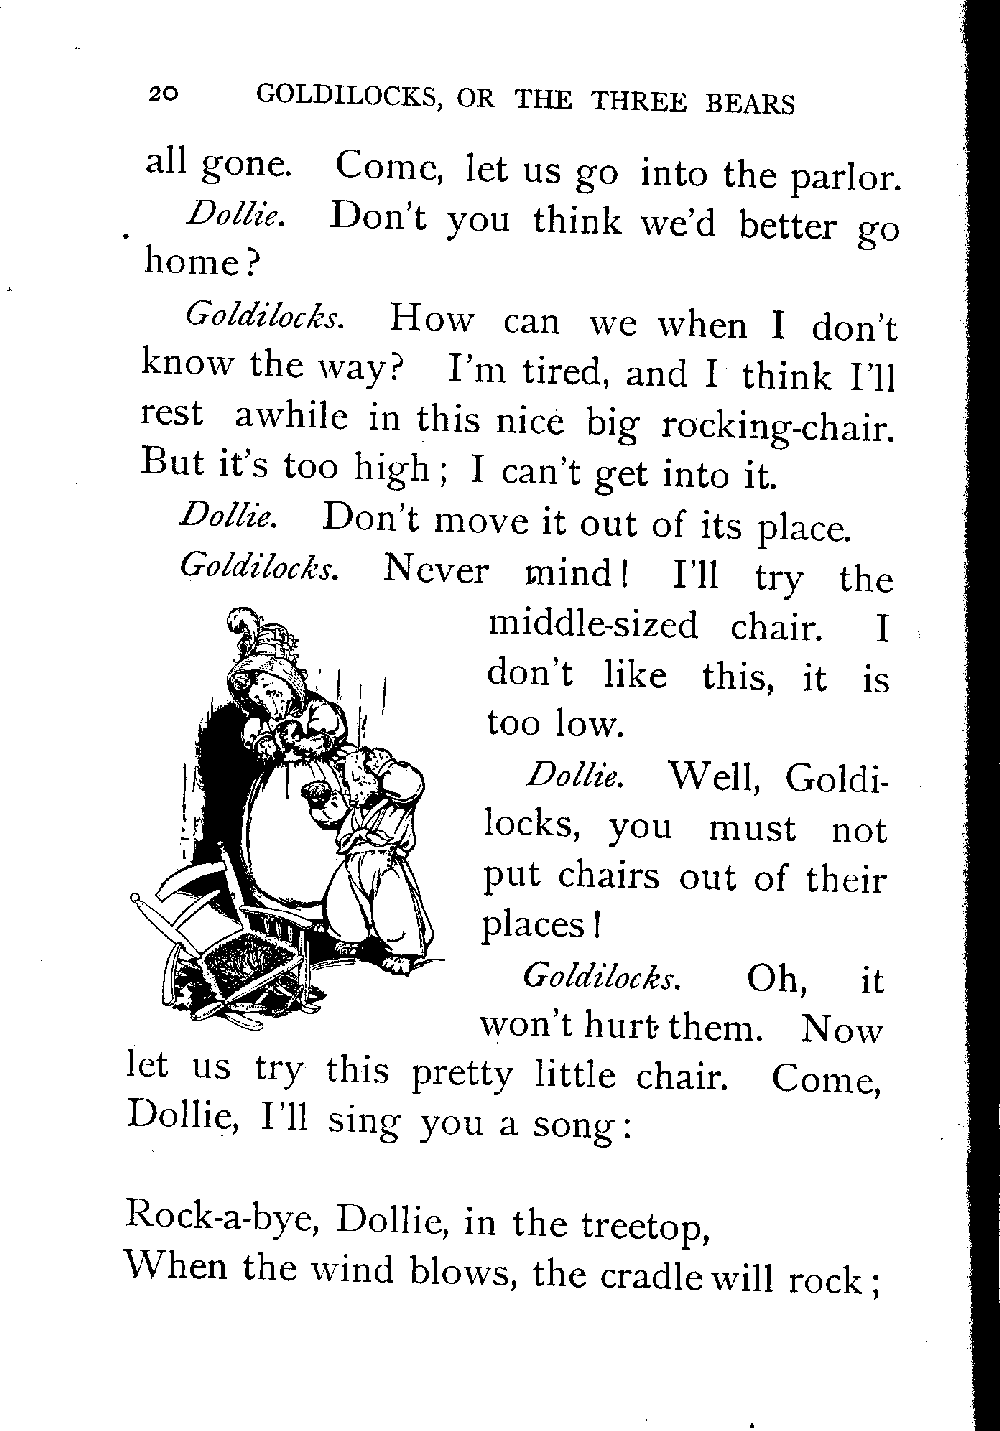 20 GOLDILOCKS, OR THE THREE BEARS
all gone. Come, let us go into the parlor.
Dollie. Don't you think we'd better go
home?
Goldilocks. How can we when I don't
know the way? I'm tired, and I think I'll
rest awhile in this nice big rocking-chair.
But it's too high; I can't get into it.
Dollie. Don't move it out of its place.
Goldilocks. Never mind! I'll try the
middle-sized chair. I
don't like this, it is
too low.
Dollie. Well, Goldi-
locks, you must not
put chairs out of their
places!
Goldilocks. Oh, it
won't hurt them. Now
let us try this pretty little chair. Come,
Dollie, I'll sing you a song:
Rock-a-bye, Dollie, in the treetop,
When the wind blows, the cradle will rock;